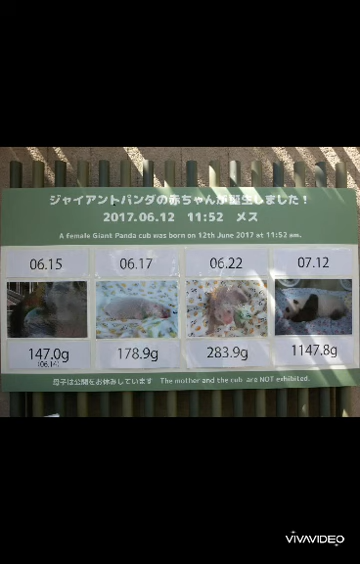 ジャイアントパンダの赤ちゃんが誕生しました！
2017.06.12 11:52 メス
A female Giant Panda cub was born on 12th June 2017 at 11:52 am.
06.15 06.17 06.22 07.12
147.0g 178.9g 283.9g 1147.8g
(06.14)
母子は公開をお休みしています The mother and the cub are NOT exhibited.
VIVAVIDEO